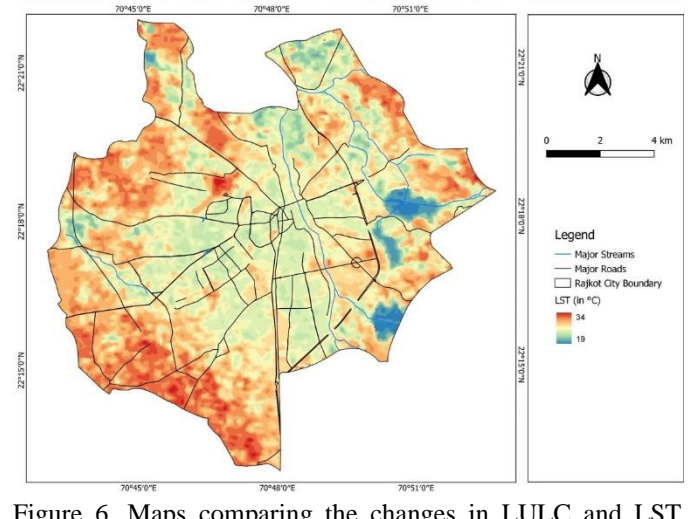 70°45'0"E 70°48'0"E 70°51'0"E
22°21'0"N
22°21'0"N
N
0 2 4 km
22°18'0"N
22°18'0"N
Legend
Major Streams
Major Roads
Rajkot City Boundary
LST (in °C)
34
19
22°15'0"N
22°15'0"N
70°45'0"E 70°48'0"E 70°51'0"E
Figure 6. Maps comparing the changes in LULC and LST